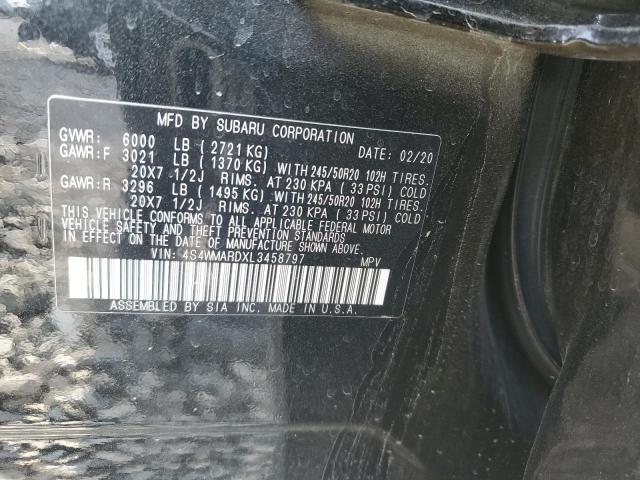 MFD BY SUBARU CORPORATION
GVWR: 6000 LB ( 2721 KG) DATE: 02/20
GAWR:F 3021 LB ( 1370 KG) WITH 245/50R20 102H TIRES.
20X7 1/2J RIMS. AT 230 KPA ( 33 PSI) COLD
GAWR:R 3296 LB ( 1495 KG) WITH 245/50R20 102H TIRES.
20X7 1/2J RIMS. AT 230 KPA ( 33 PSI) COLD
THIS VEHICLE CONFORMS TO ALL APPLICABLE FEDERAL MOTOR
VEHICLE SAFETY AND THEFT PREVENTION STANDARDS
IN EFFECT ON THE DATE OF MANUFACTURE SHOWN ABOVE.
VIN: 4S4WMARDXL3458797 MPV
ASSEMBLED BY SIA INC. MADE IN U.S.A.